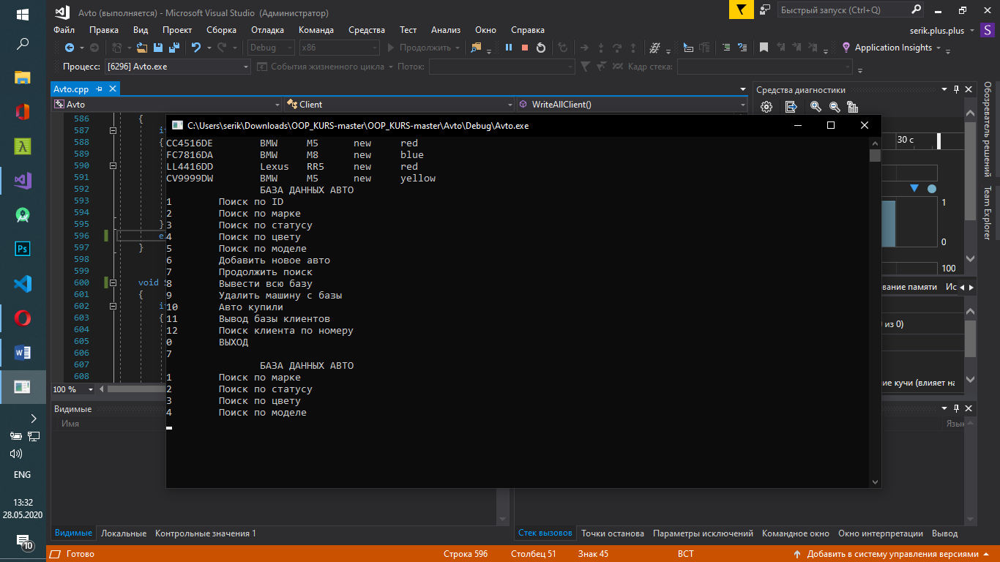 Avto (выполняется) - Microsoft Visual Studio (Администратор)
Быстрый запуск (Ctrl+Q)
Файл Правка Вид Проект Сборка Отладка Команда Средства Тест Анализ Окно Справка
serik.plus.plus S
Debug x86 Продолжить Application Insights
Процесс: [6296] Avto.exe События жизненного цикла Поток: Кадр стека:
Avto.cpp
Средства диагностики
Avto Client WriteAllClient()
Обозреватель решений
Team Explorer
C:\Users\serik\Downloads\OOP_KURS-master\OOP_KURS-master\Avto\Debug\Avto.exe
CC4516DE BMW M5 new red
FC7816DA BMW M8 new blue
LL4416DD Lexus RR5 new red
CV9999DW BMW M5 new yellow
БАЗА ДАННЫХ АВТО
1 Поиск по ID
2 Поиск по марке
3 Поиск по статусу
4 Поиск по цвету
5 Поиск по моделе
6 Добавить новое авто
7 Продолжить поиск
8 Вывести всю базу
9 Удалить машину с базы
10 Авто купили
11 Вывод базы клиентов
12 Поиск клиента по номеру
0 ВЫХОД
7
БАЗА ДАННЫХ АВТО
1 Поиск по марке
2 Поиск по статусу
3 Поиск по цвету
4 Поиск по моделе
586 {
587
588 {
589
590
591
592
593
594
595 }
596 e
597 }
598
599
600 void
601 {
602
603 {
604
605
606
607
608
30 с
1
0
100
вание памяти Ис
из 0)
ие кучи (влияет на
100 %
Видимые
Имя
Язык
Видимые Локальные Контрольные значения 1
Стек вызовов Точки останова Параметры исключений Командное окно Окно интерпретации Вывод
Готово Строка 596 Столбец 51 Знак 45 ВСТ Добавить в систему управления версиями
Ps
ENG
13:32
28.05.2020
10